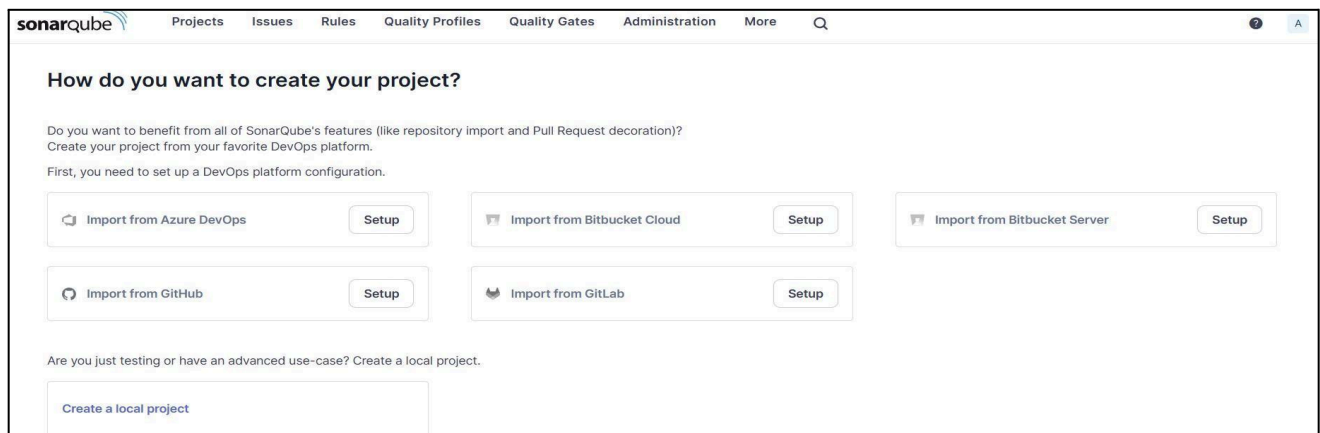 sonarqube Projects Issues Rules Quality Profiles Quality Gates Administration More ? A
How do you want to create your project?
Do you want to benefit from all of SonarQube's features (like repository import and Pull Request decoration)?
Create your project from your favorite DevOps platform.
First, you need to set up a DevOps platform configuration.
Import from Azure DevOps Setup Import from Bitbucket Cloud Setup Import from Bitbucket Server Setup
Import from GitHub Setup Import from GitLab Setup
Are you just testing or have an advanced use-case? Create a local project.
Create a local project